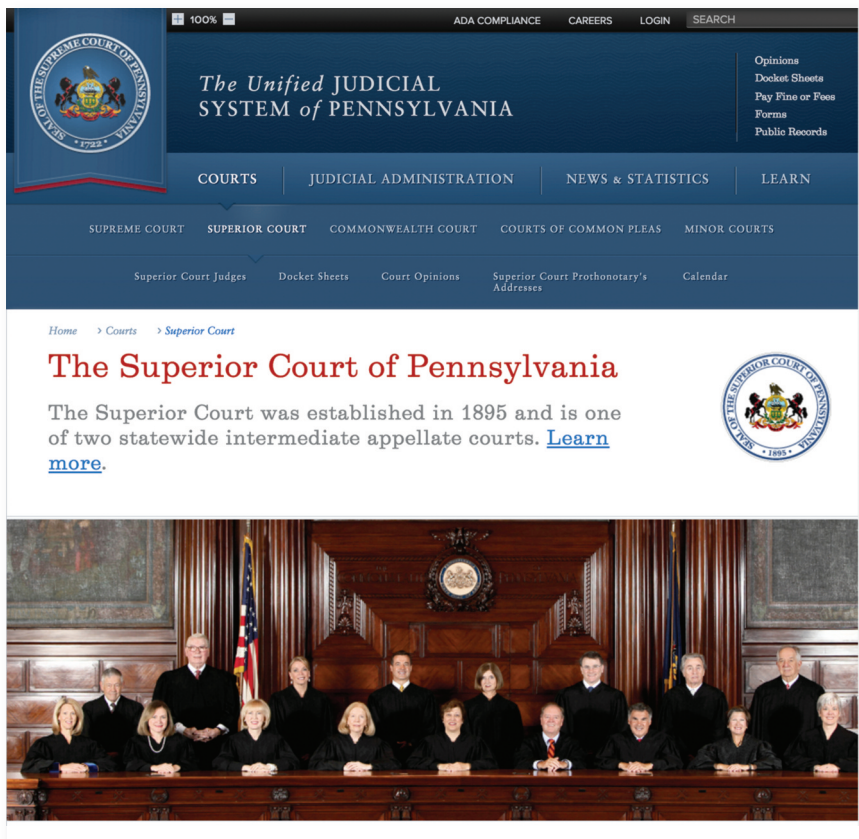 100%
ADA COMPLIANCE CAREERS LOGIN SEARCH
SEAL OF THE SUPREME COURT OF PENNSYLVANIA
1722
The Unified JUDICIAL
SYSTEM of PENNSYLVANIA
Opinions
Docket Sheets
Pay Fine or Fees
Forms
Public Records
COURTS JUDICIAL ADMINISTRATION NEWS & STATISTICS LEARN
SUPREME COURT SUPERIOR COURT COMMONWEALTH COURT COURTS OF COMMON PLEAS MINOR COURTS
Superior Court Judges Docket Sheets Court Opinions Superior Court Prothonotary's Calendar
Addresses
Home > Courts > Superior Court
The Superior Court of Pennsylvania
The Superior Court was established in 1895 and is one
of two statewide intermediate appellate courts. Learn
more.
SEAL OF THE SUPERIOR COURT OF PENNSYLVANIA
1895